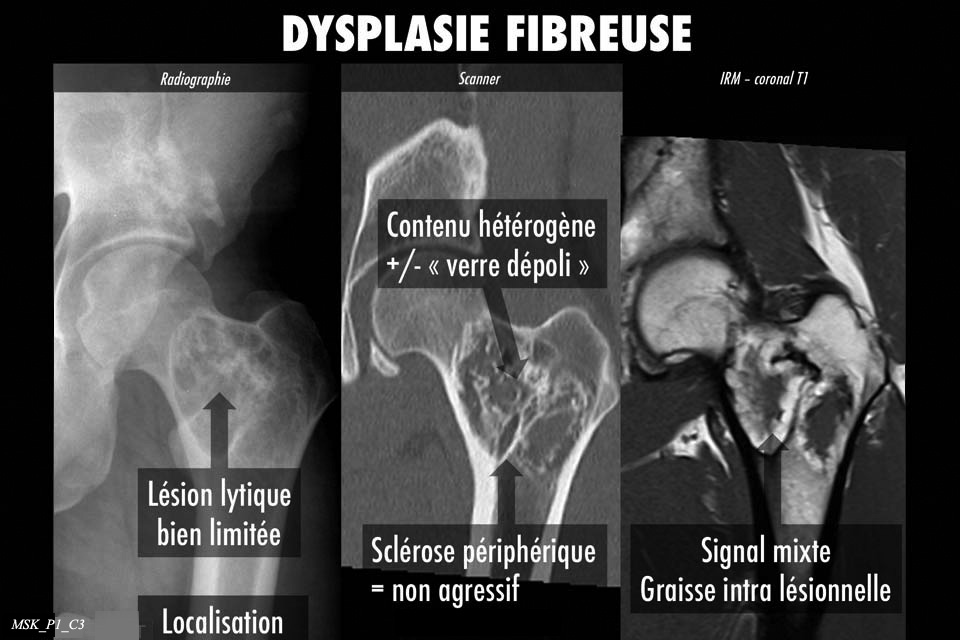 DYSPLASIE FIBREUSE
Radiographie
Scanner
IRM – coronal T1
Contenu hétérogène
+/- « verre dépoli »
Lésion lytique
bien limitée
Sclérose périphérique
= non agressif
Signal mixte
Graisse intra lésionnelle
Localisation
MSK_P1_C3